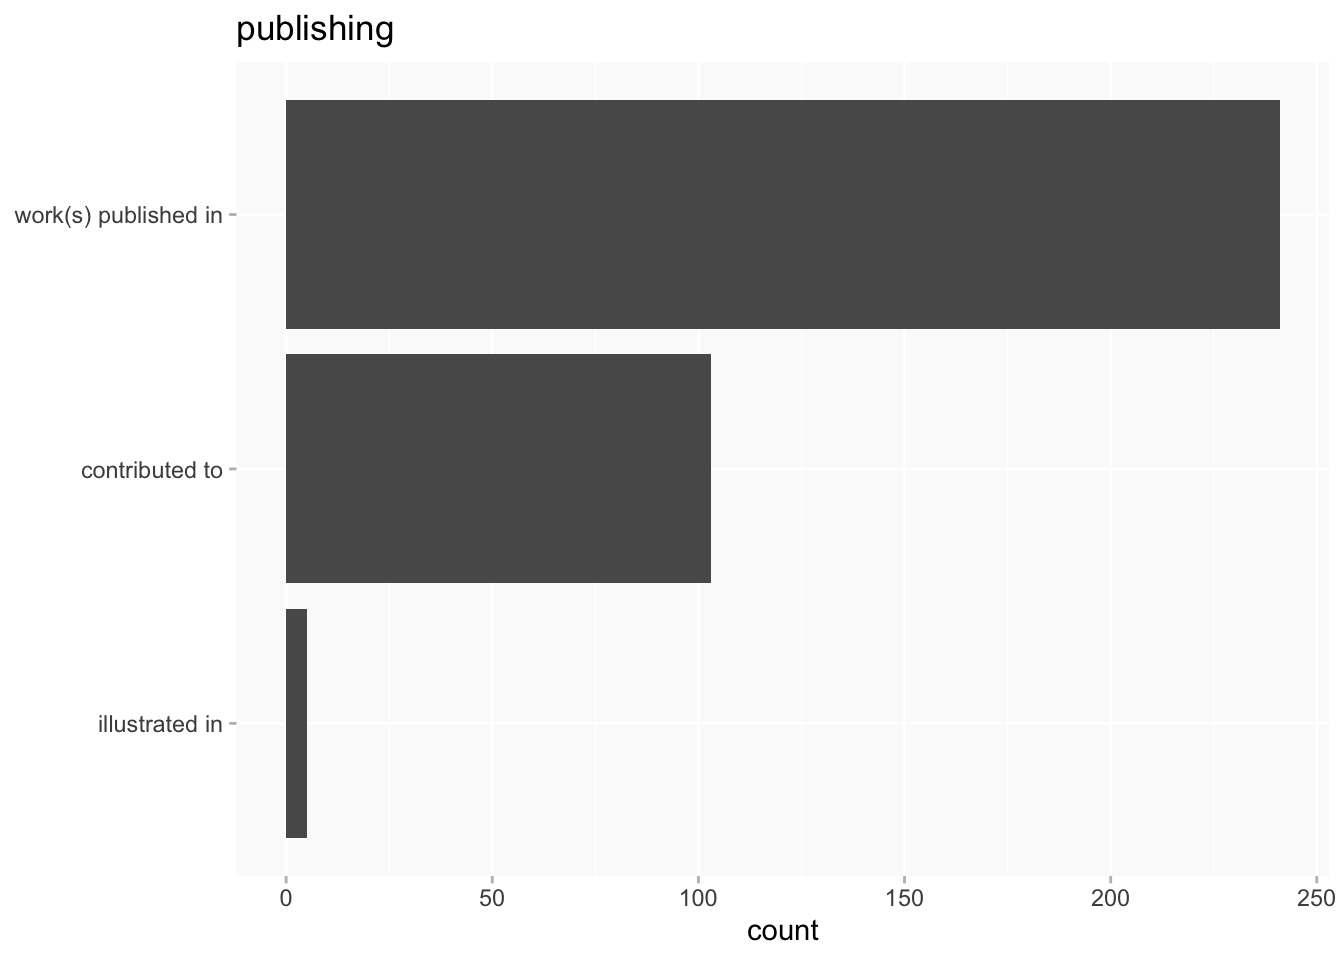 publishing
work(s) published in
contributed to
illustrated in
0 50 100 150 200 250
count